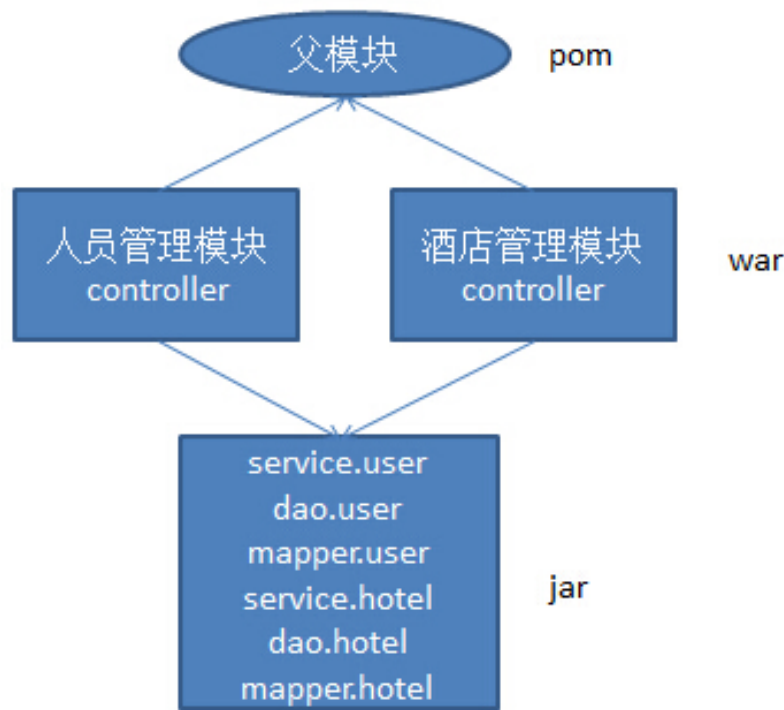 父模块
pom
人员管理模块
controller
酒店管理模块
controller
war
service.user
dao.user
mapper.user
service.hotel
dao.hotel
mapper.hotel
jar